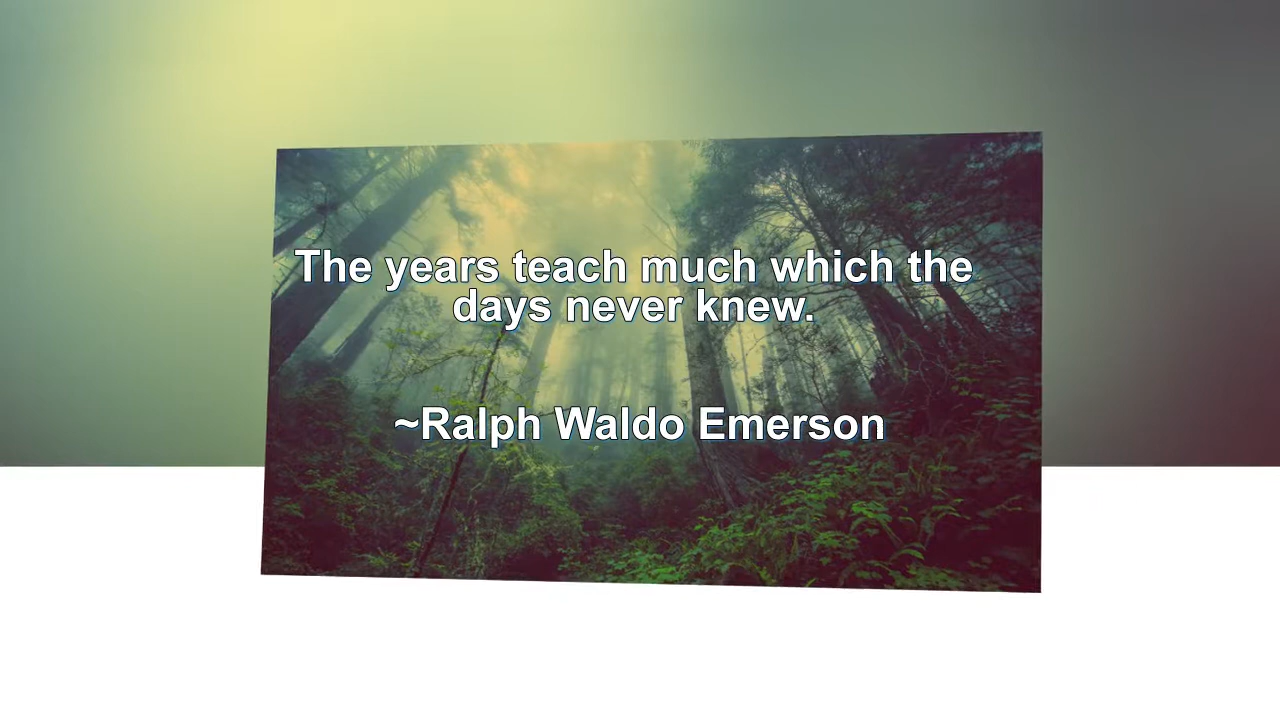 The years teach much which the
days never knew.
~Ralph Waldo Emerson